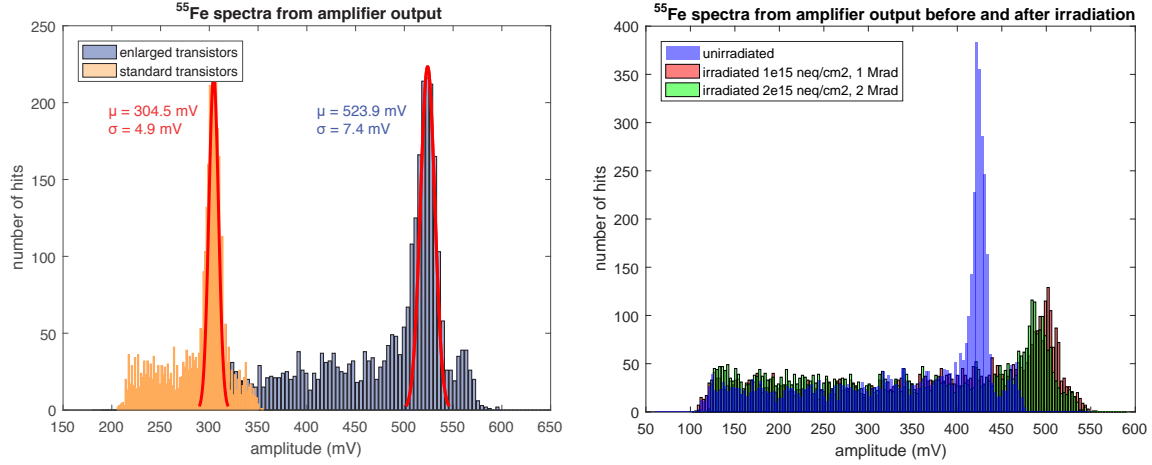 ⁵⁵Fe spectra from amplifier output
250
200
150
100
50
0
number of hits
enlarged transistors
standard transistors
μ = 304.5 mV
σ = 4.9 mV
μ = 523.9 mV
σ = 7.4 mV
150 200 250 300 350 400 450 500 550 600 650
amplitude (mV)
⁵⁵Fe spectra from amplifier output before and after irradiation
400
350
300
250
200
150
100
50
0
number of hits
unirradiated
irradiated 1e15 neq/cm2, 1 Mrad
irradiated 2e15 neq/cm2, 2 Mrad
50 100 150 200 250 300 350 400 450 500 550 600
amplitude (mV)